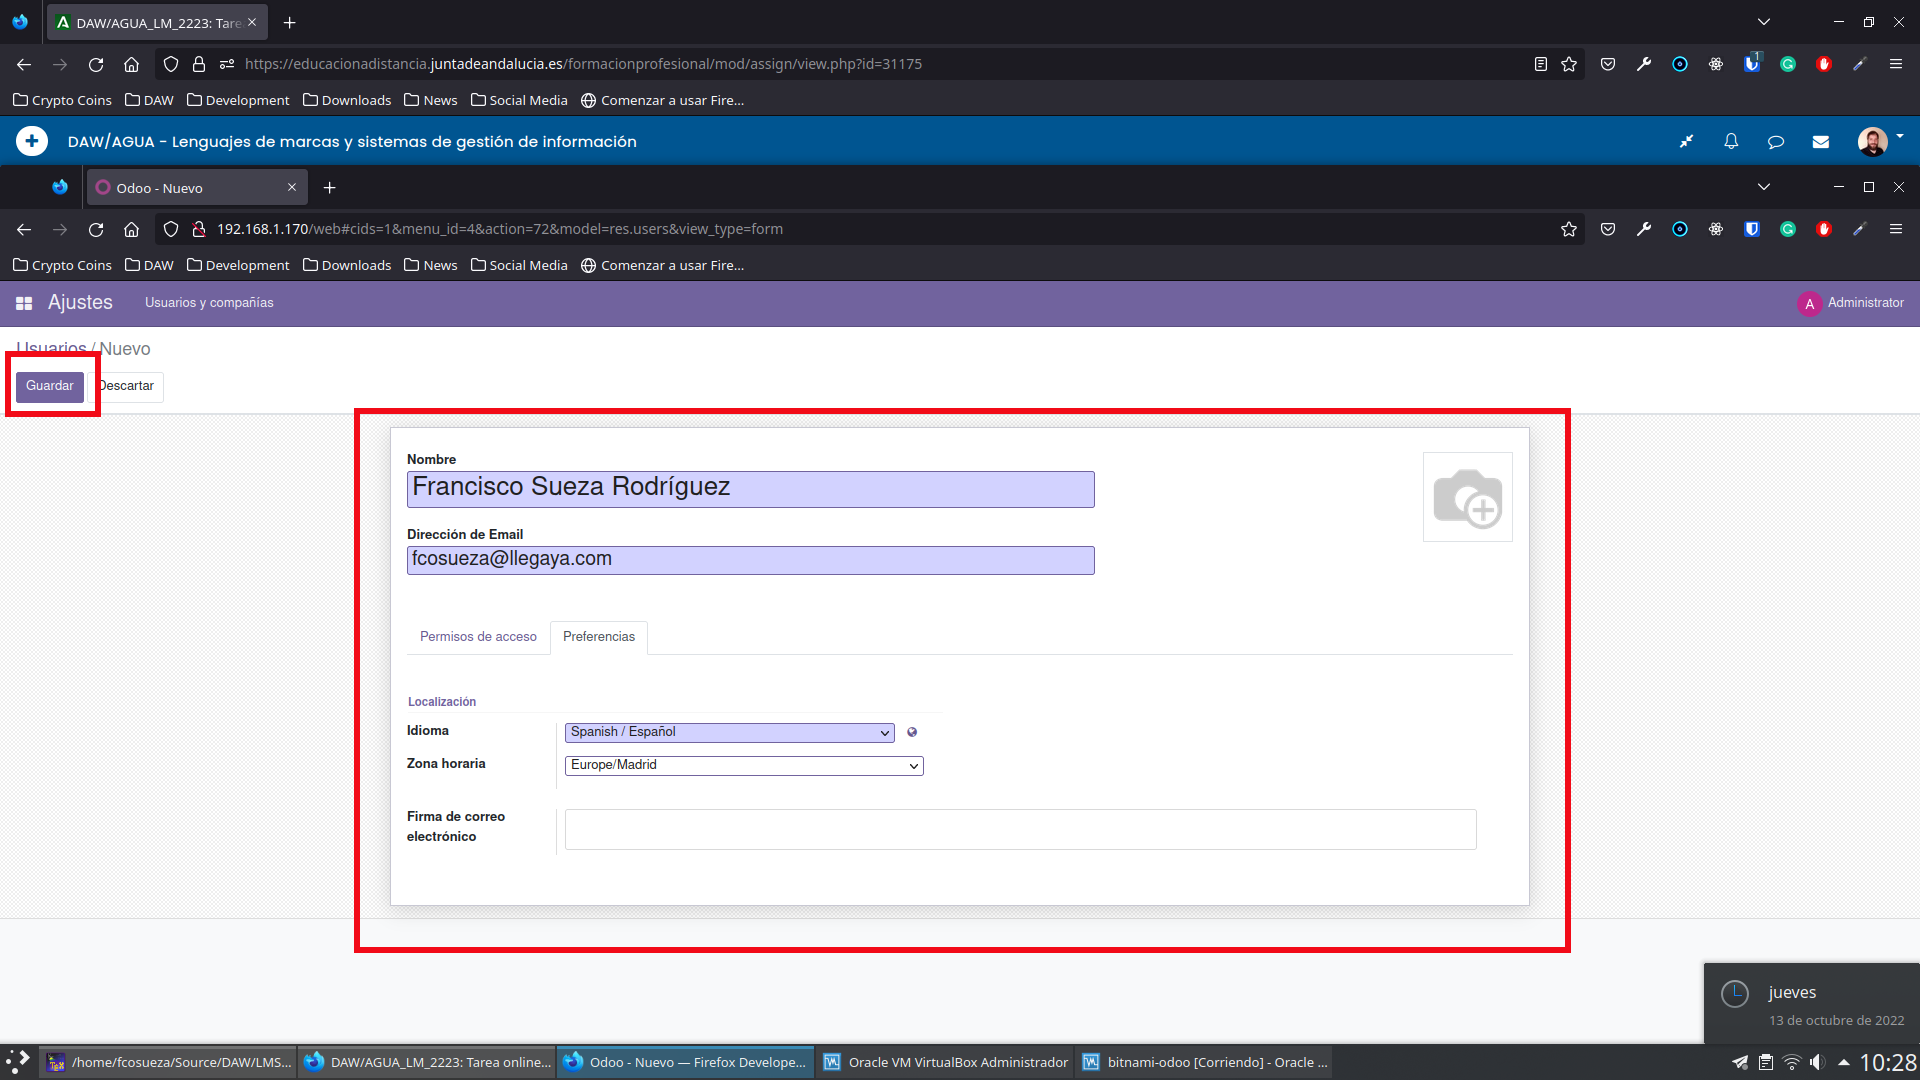 DAW/AGUA_LM_2223: Tare
https://educacionadistancia.juntadeandalucia.es/formacionprofesional/mod/assign/view.php?id=31175
1
Crypto Coins DAW Development Downloads News Social Media Comenzar a usar Fire...
DAW/AGUA - Lenguajes de marcas y sistemas de gestión de información
Odoo - Nuevo
192.168.1.170/web#cids=1&menu_id=4&action=72&model=res.users&view_type=form
Crypto Coins DAW Development Downloads News Social Media Comenzar a usar Fire...
Ajustes Usuarios y compañías A Administrator
Usuarios / Nuevo
Guardar Descartar
Nombre
Francisco Sueza Rodríguez
Dirección de Email
fcosueza@llegaya.com
Permisos de acceso Preferencias
Localización
Idioma Spanish / Español
Zona horaria Europe/Madrid
Firma de correo
electrónico
jueves
13 de octubre de 2022
/home/fcosueza/Source/DAW/LMS... DAW/AGUA_LM_2223: Tarea online... Odoo - Nuevo — Firefox Develope... Oracle VM VirtualBox Administrador bitnami-odoo [Corriendo] - Oracle ... 10:28